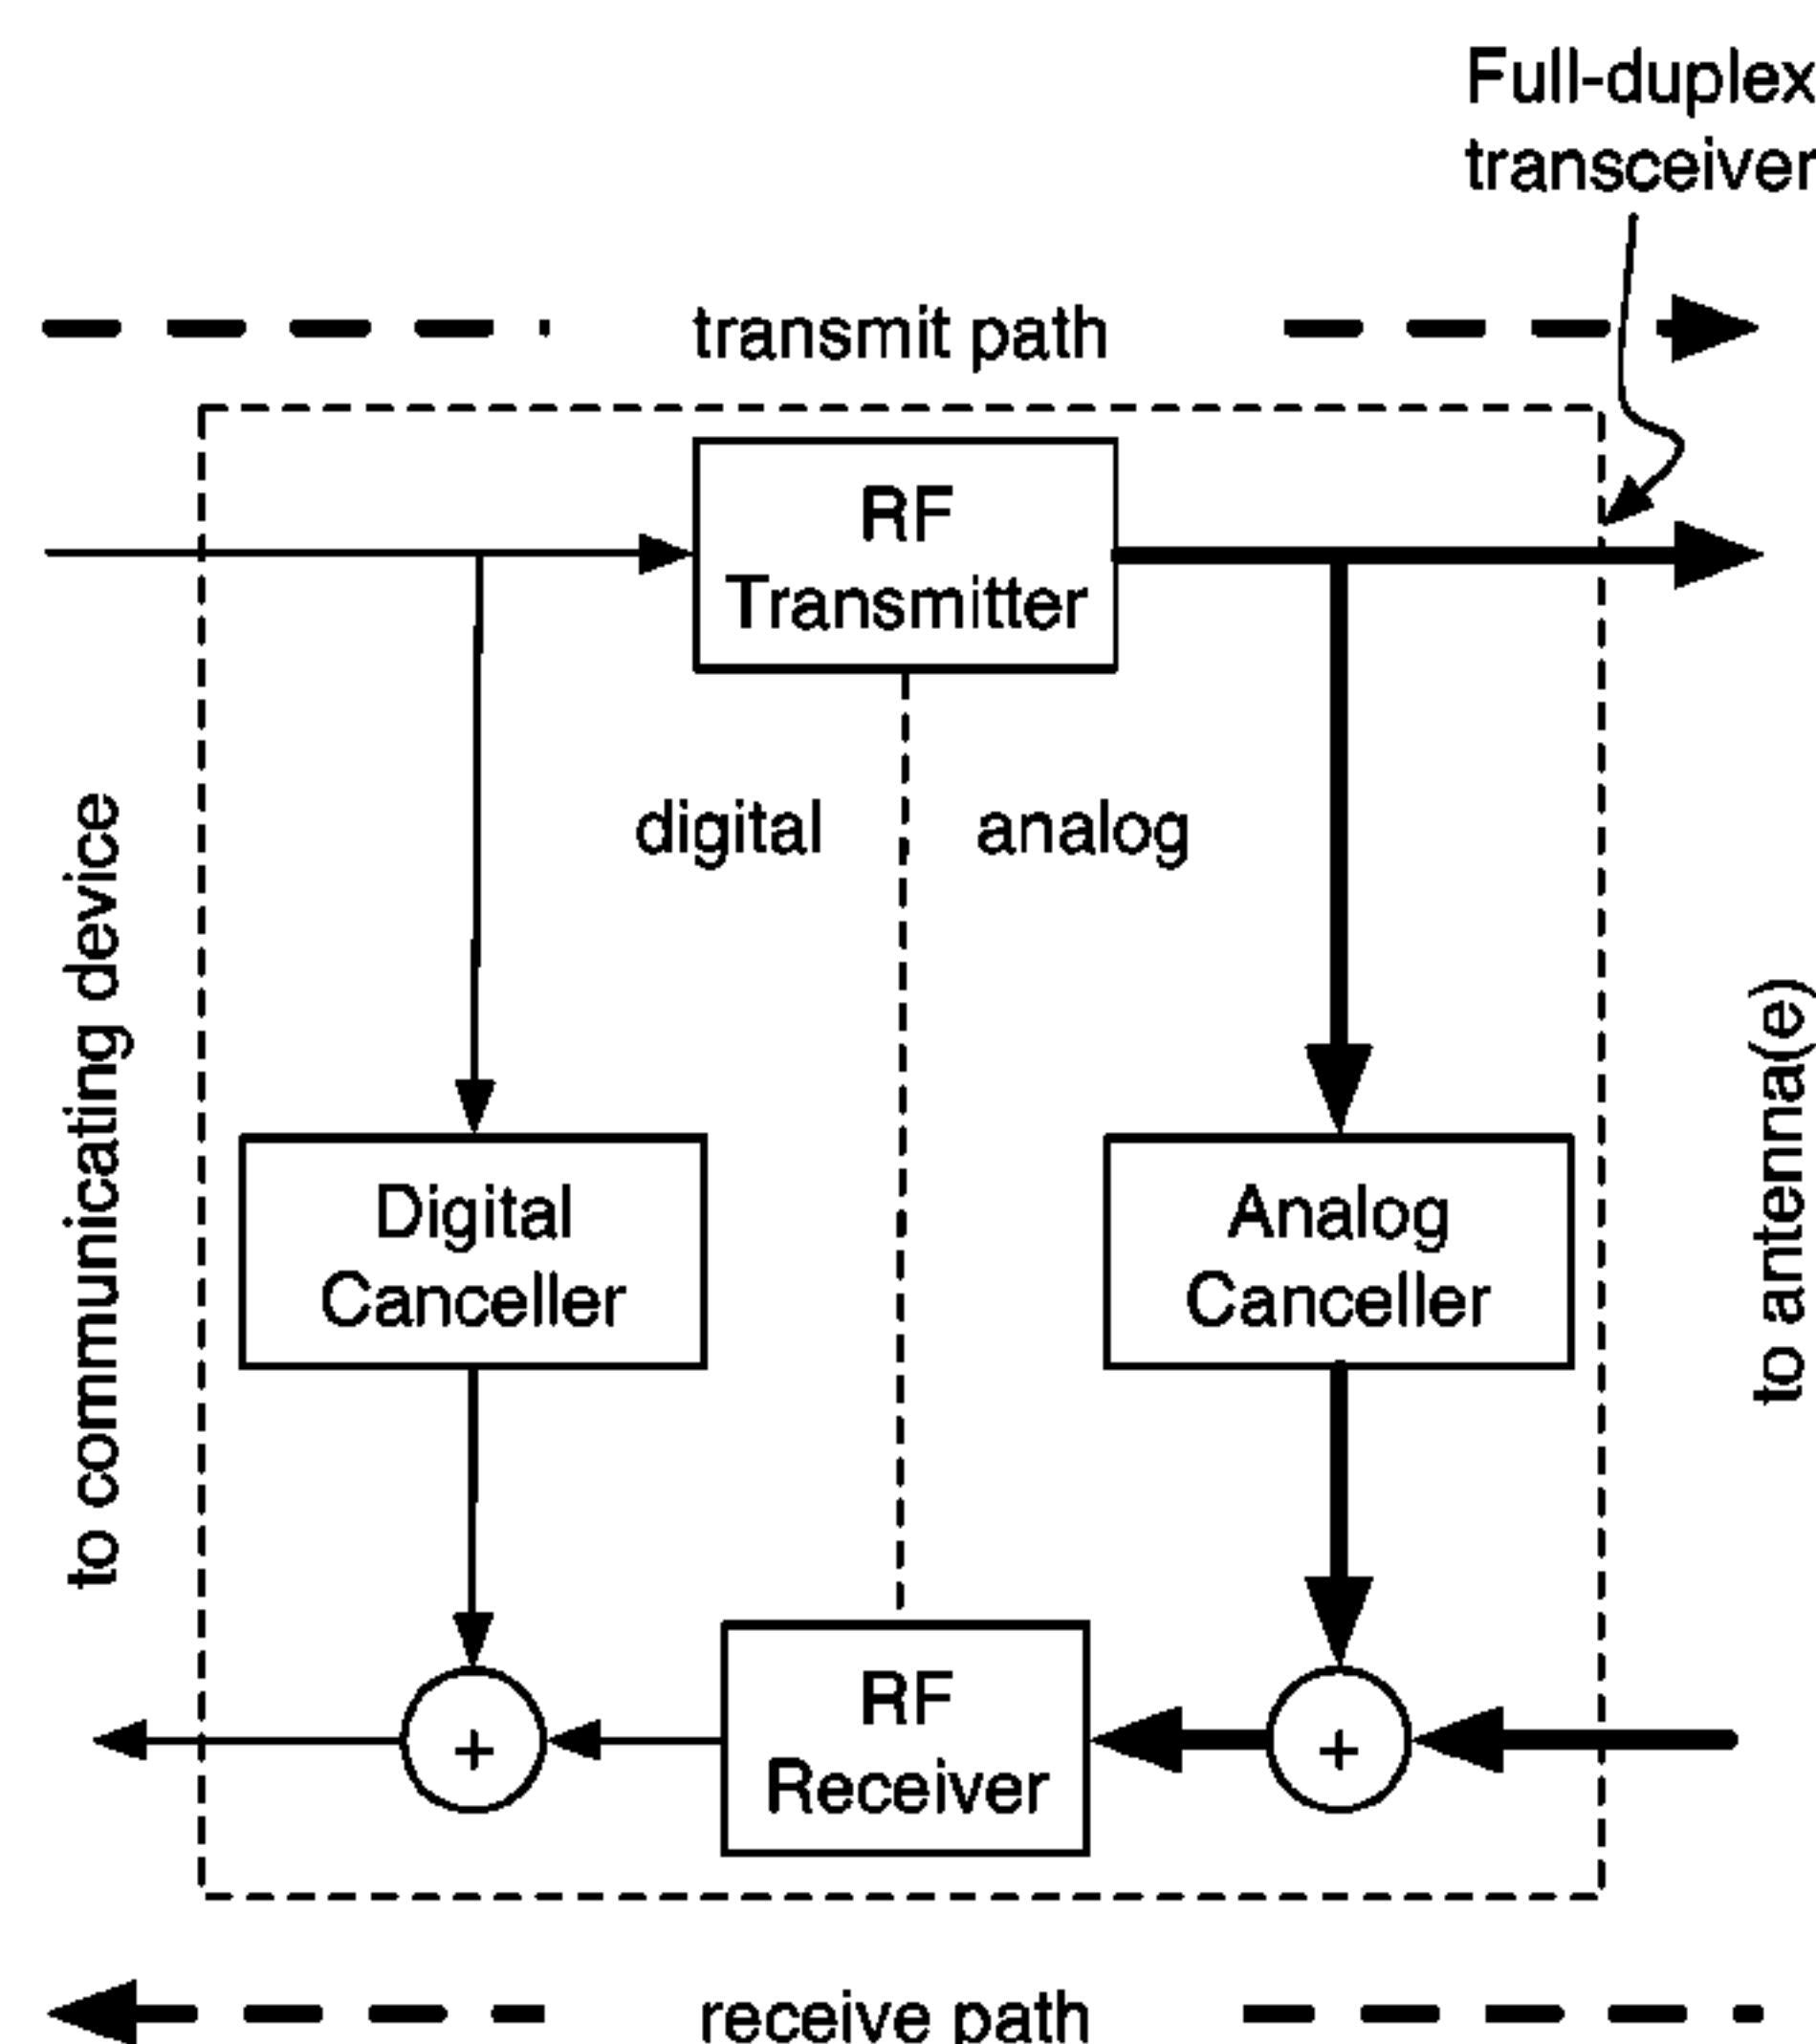 Full-duplex
transceiver
transmit path
RF
Transmitter
digital
analog
to communicating device
to antenna(e)
Digital
Canceller
Analog
Canceller
+
RF
Receiver
+
receive path